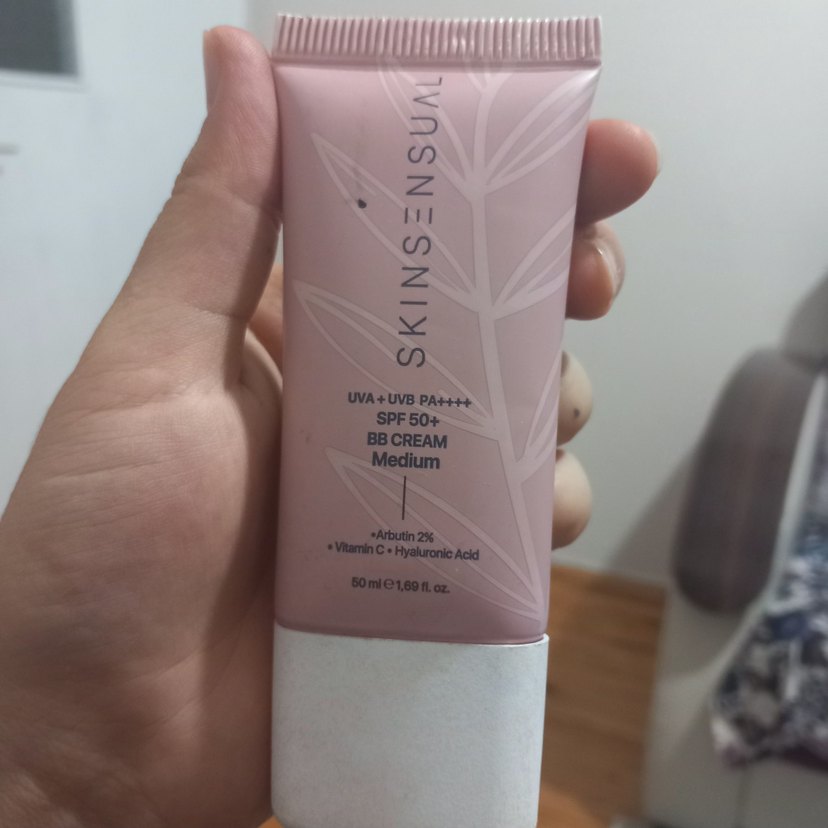 SKINSENSUAL
UVA + UVB PA++++
SPF 50+
BB CREAM
Medium
•Arbutin 2%
• Vitamin C • Hyaluronic Acid
50 ml ℮ 1,69 fl. oz.